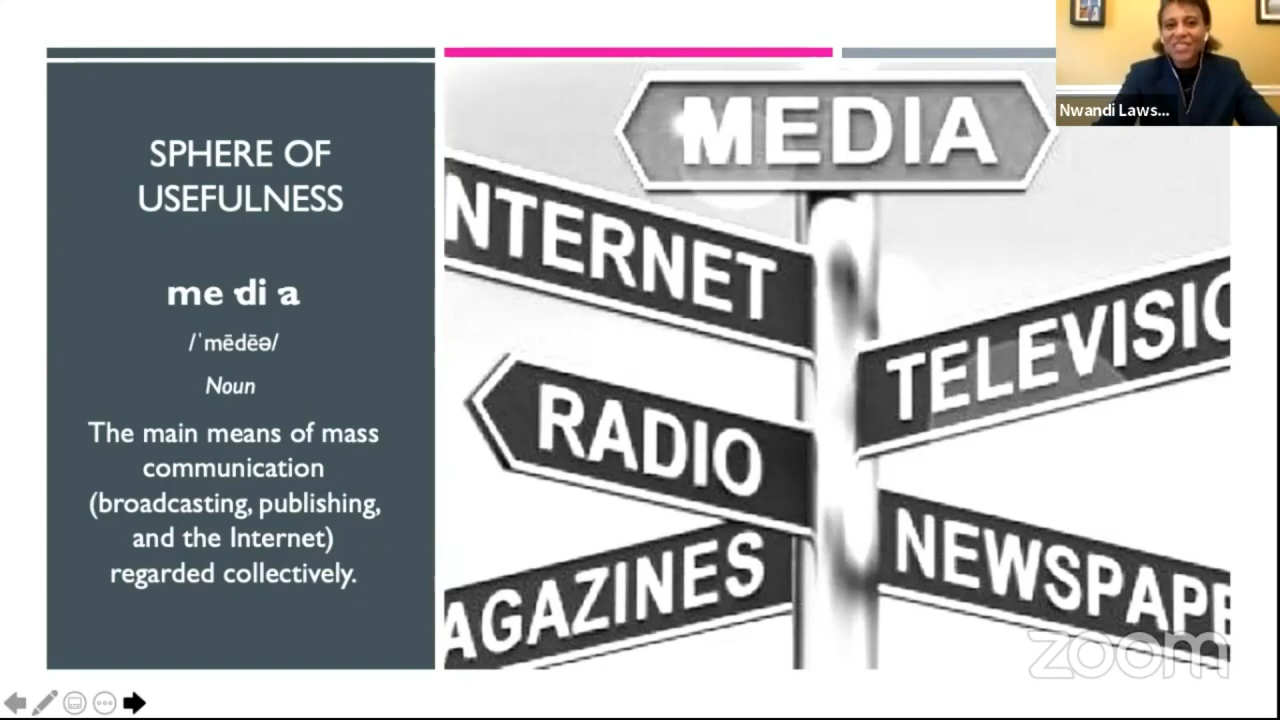 SPHERE OF
USEFULNESS
me di a
/ˈmēdēə/
Noun
The main means of mass
communication
(broadcasting, publishing,
and the Internet)
regarded collectively.
MEDIA
NTERNET
TELEVISIO
RADIO
NEWSPAPE
AGAZINES
Nwandi Laws...
zoom